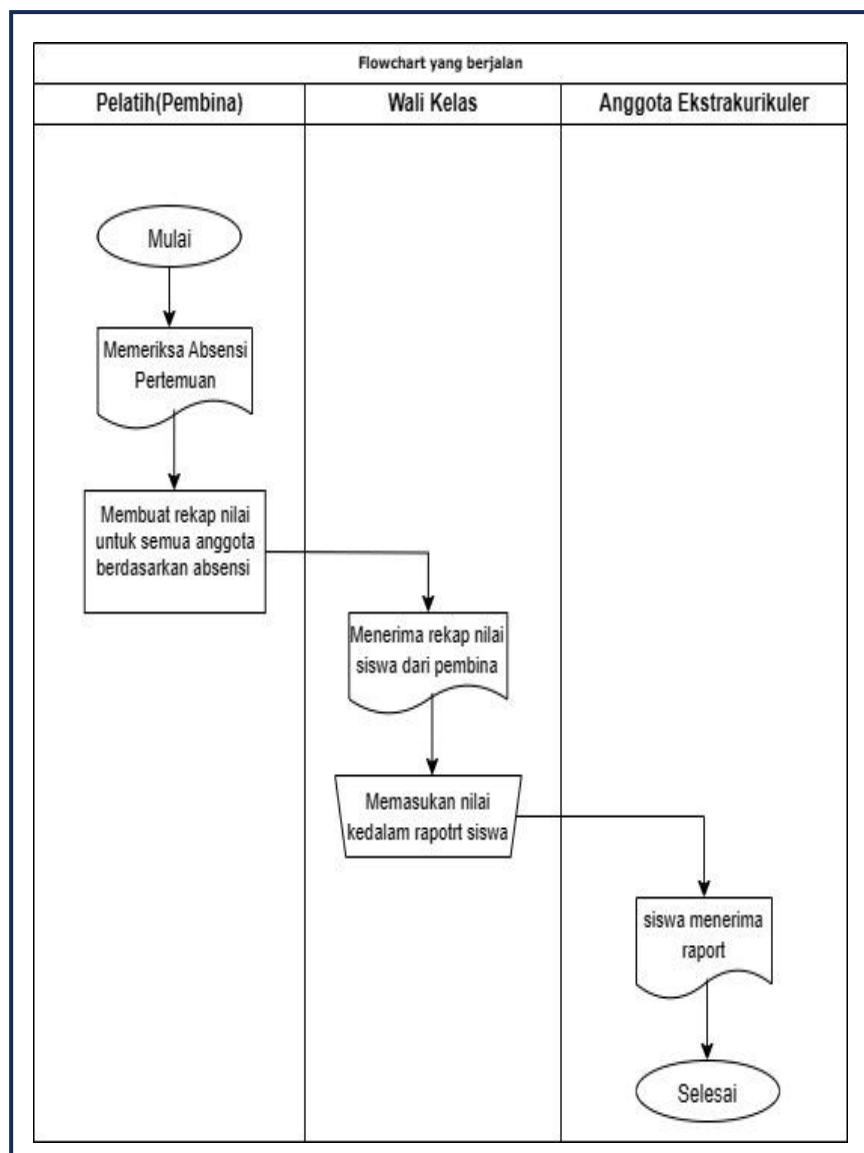 Flowchart yang berjalan
Pelatih(Pembina)
Wali Kelas
Anggota Ekstrakurikuler
Mulai
Memeriksa Absensi
Pertemuan
Membuat rekap nilai
untuk semua anggota
berdasarkan absensi
Menerima rekap nilai
siswa dari pembina
Memasukan nilai
kedalam rapotrt siswa
siswa menerima
raport
Selesai